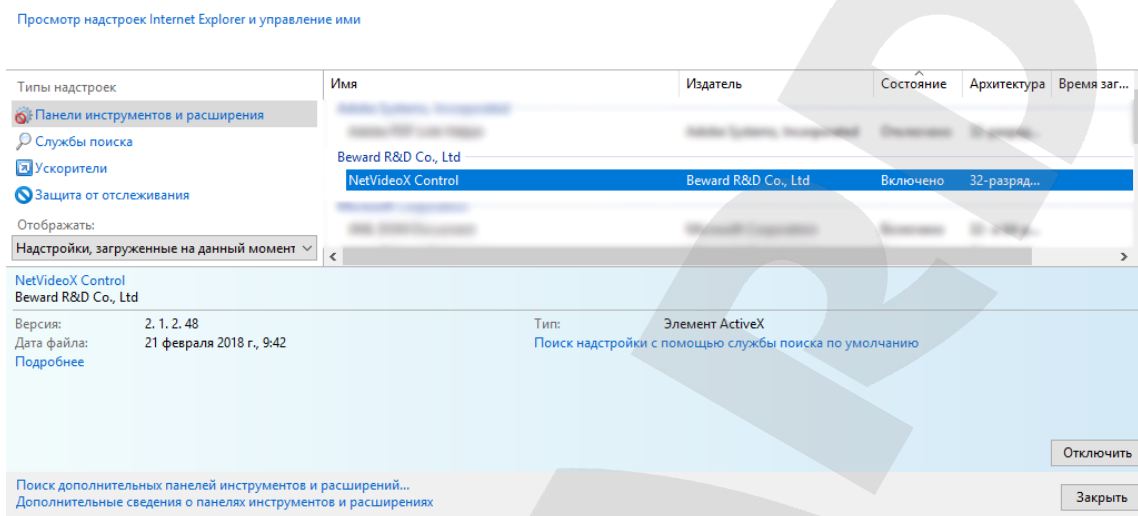 Просмотр надстроек Internet Explorer и управление ими
Типы надстроек
Панели инструментов и расширения
Службы поиска
Ускорители
Защита от отслеживания
Отображать:
Надстройки, загруженные на данный момент
Имя Издатель Состояние Архитектура Время заг...
Beward R&D Co., Ltd
NetVideoX Control Beward R&D Co., Ltd Включено 32-разряд...
NetVideoX Control
Beward R&D Co., Ltd
Версия: 2. 1. 2. 48
Дата файла: 21 февраля 2018 г., 9:42
Подробнее
Тип: Элемент ActiveX
Поиск надстройки с помощью службы поиска по умолчанию
Отключить
Поиск дополнительных панелей инструментов и расширений...
Дополнительные сведения о панелях инструментов и расширениях
Закрыть